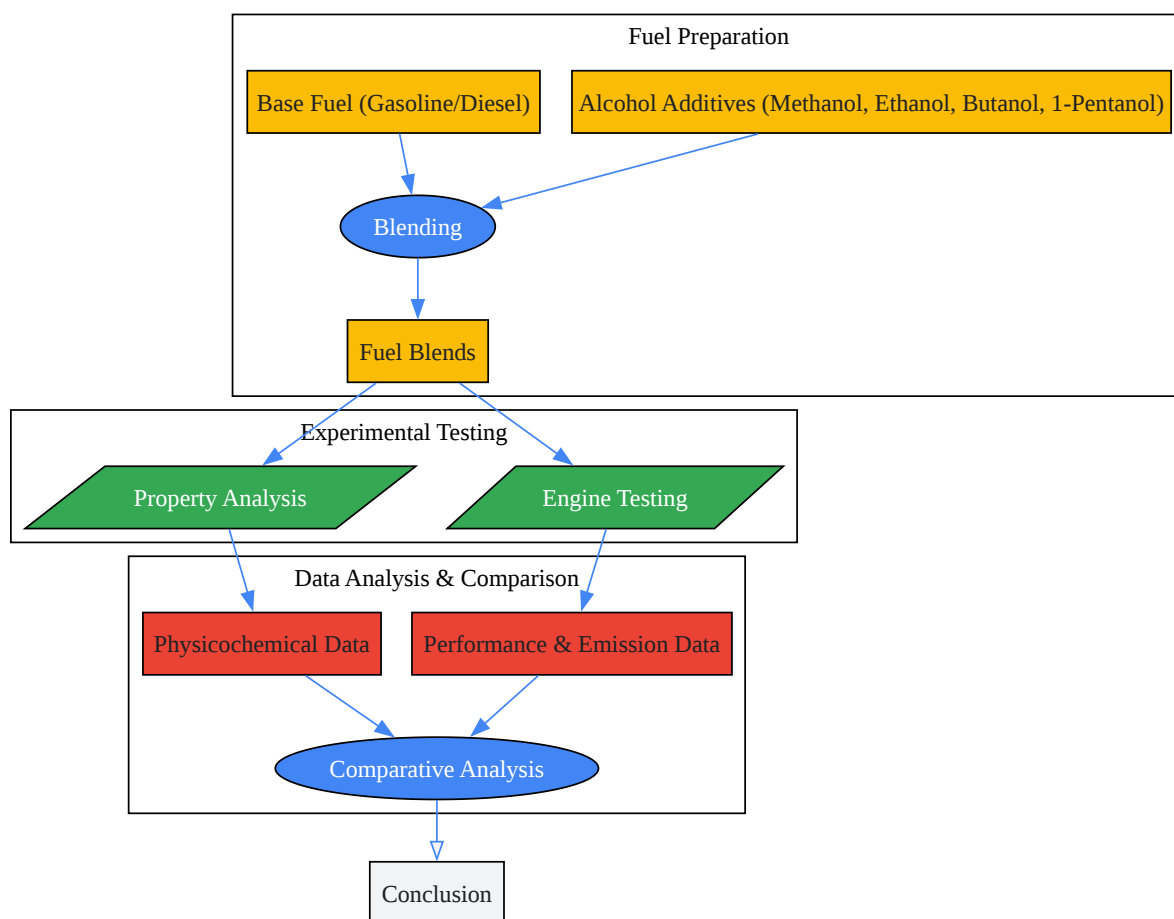 Fuel Preparation
Base Fuel (Gasoline/Diesel)
Alcohol Additives (Methanol, Ethanol, Butanol, 1-Pentanol)
Blending
Fuel Blends
Experimental Testing
Property Analysis
Engine Testing
Data Analysis & Comparison
Physicochemical Data
Performance & Emission Data
Comparative Analysis
Conclusion